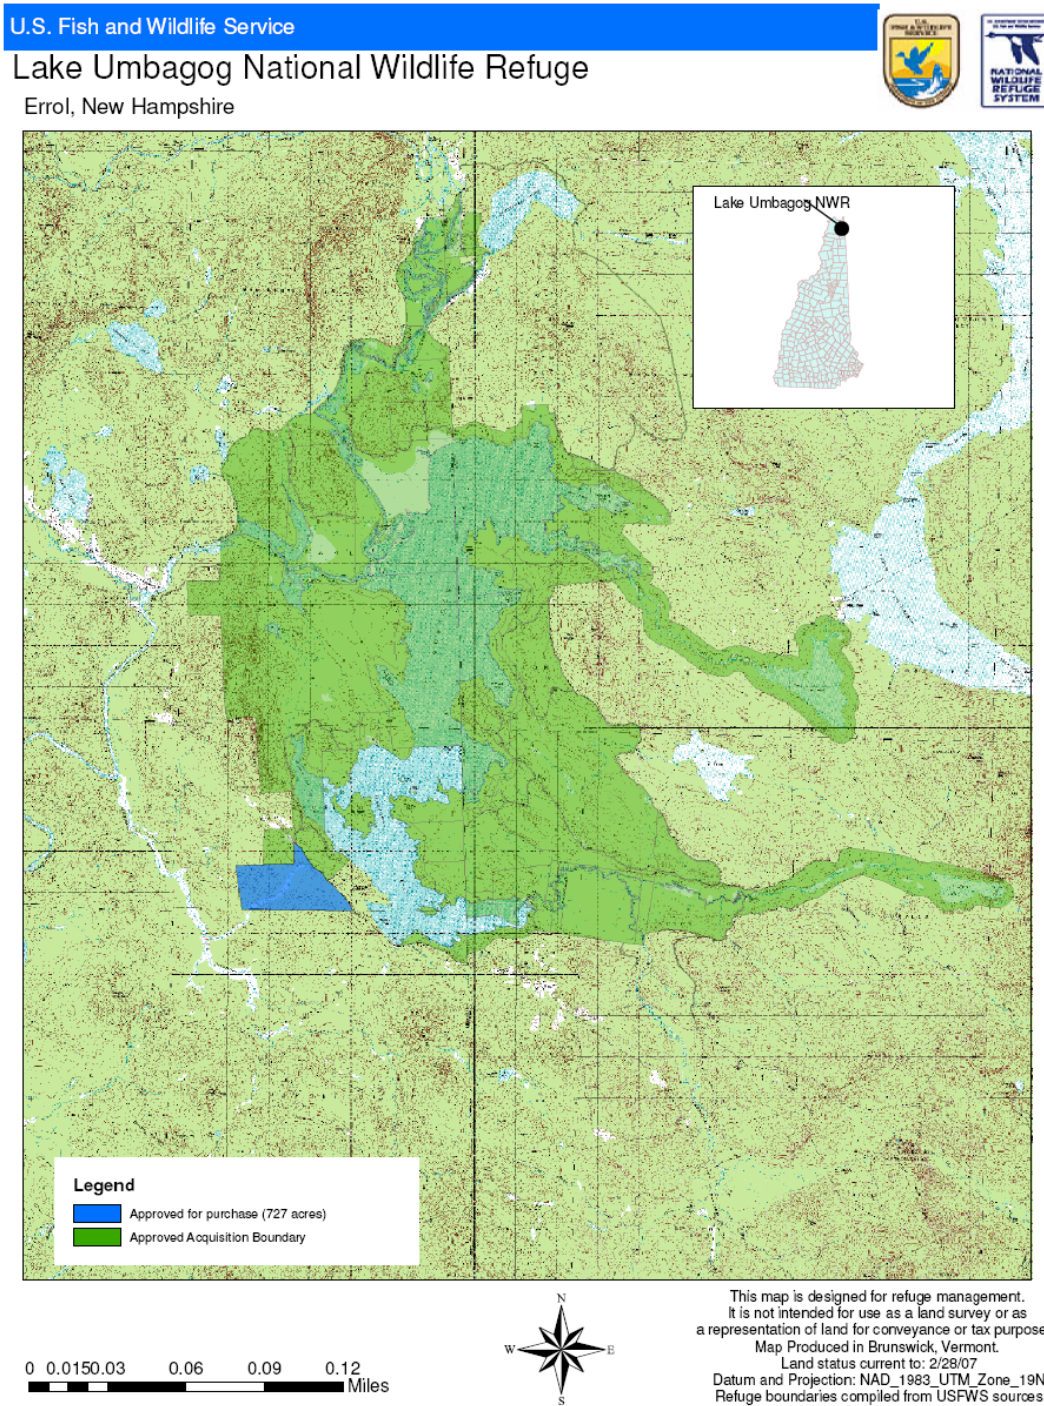 U.S. Fish and Wildlife Service
Lake Umbagog National Wildlife Refuge
Errol, New Hampshire
U.S.
FISH & WILDLIFE
SERVICE
NATIONAL
WILDLIFE
REFUGE
SYSTEM
Lake Umbagog NWR
Legend
Approved for purchase (727 acres)
Approved Acquisition Boundary
N
W E
S
0 0.0150.03 0.06 0.09 0.12
Miles
This map is designed for refuge management.
It is not intended for use as a land survey or as
a representation of land for conveyance or tax purpose
Map Produced in Brunswick, Vermont.
Land status current to: 2/28/07
Datum and Projection: NAD_1983_UTM_Zone_19N
Refuge boundaries compiled from USFWS sources